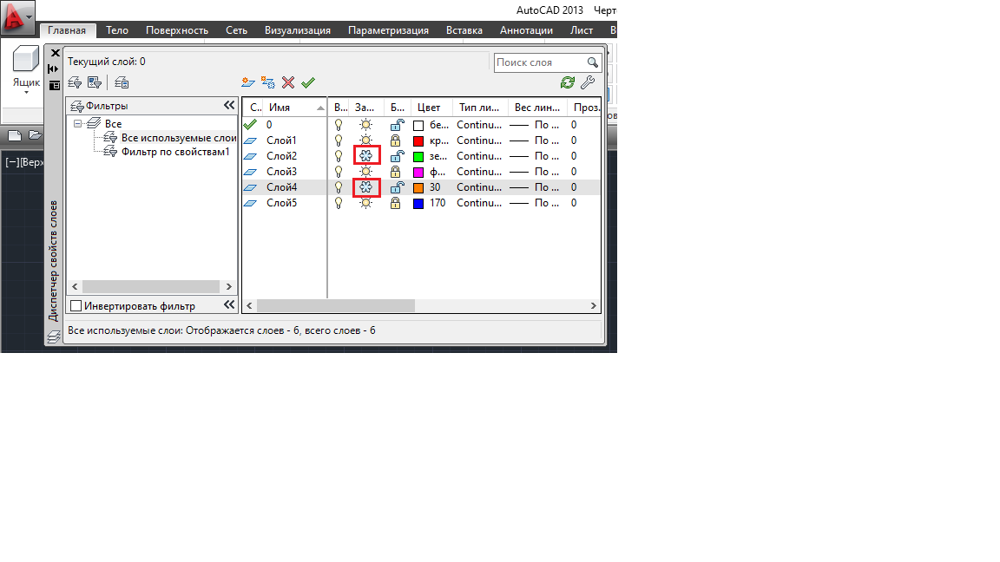 AutoCAD 2013 Черте
Главная Тело Поверхность Сеть Визуализация Параметризация Вставка Аннотации Лист В
Текущий слой: 0
Поиск слоя
Ящик
Фильтры
С.. Имя В... За... Б... Цвет Тип ли... Вес лин... Проз.
Все
0 бе... Continu... По ... 0
Все используемые слои
Слой1 кр... Continu... По ... 0
Фильтр по свойствам1
Слой2 зе... Continu... По ... 0
[−][Верх
Слой3 ф... Continu... По ... 0
Слой4 30 Continu... По ... 0
Слой5 170 Continu... По ... 0
Диспетчер свойств слоев
Инвертировать фильтр
Все используемые слои: Отображается слоев - 6, всего слоев - 6